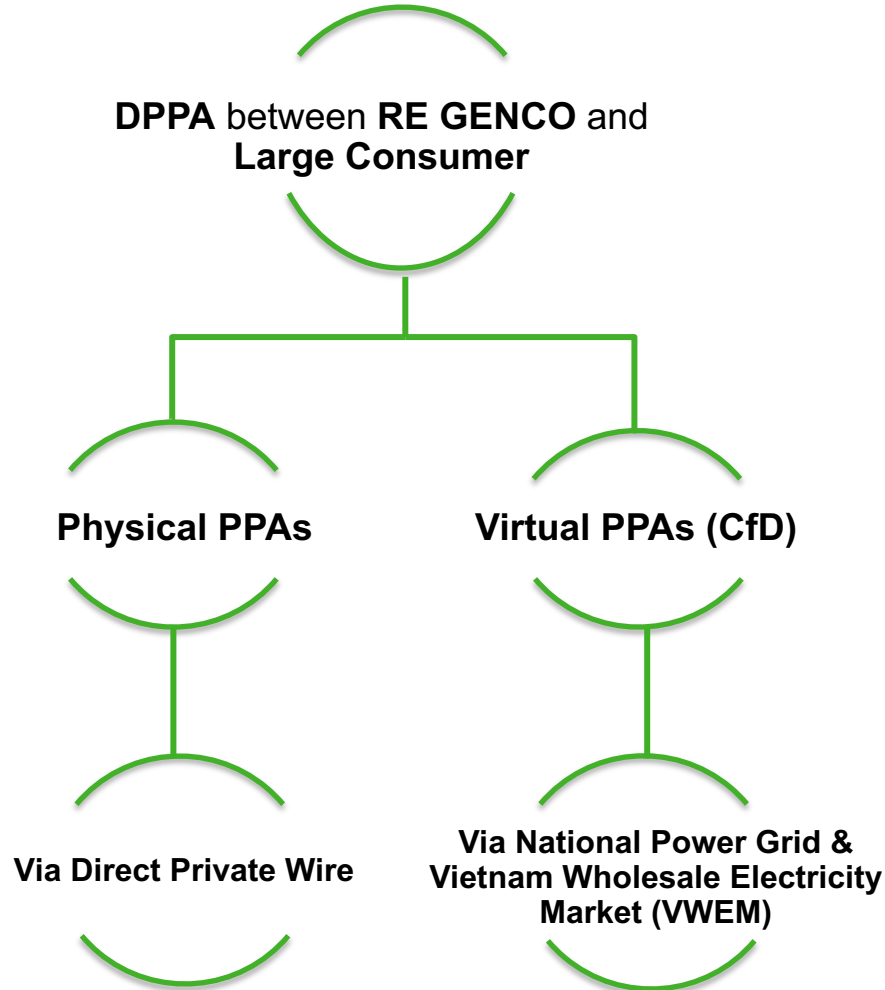 DPPA between RE GENCO and
Large Consumer
Physical PPAs
Virtual PPAs (CfD)
Via Direct Private Wire
Via National Power Grid &
Vietnam Wholesale Electricity
Market (VWEM)